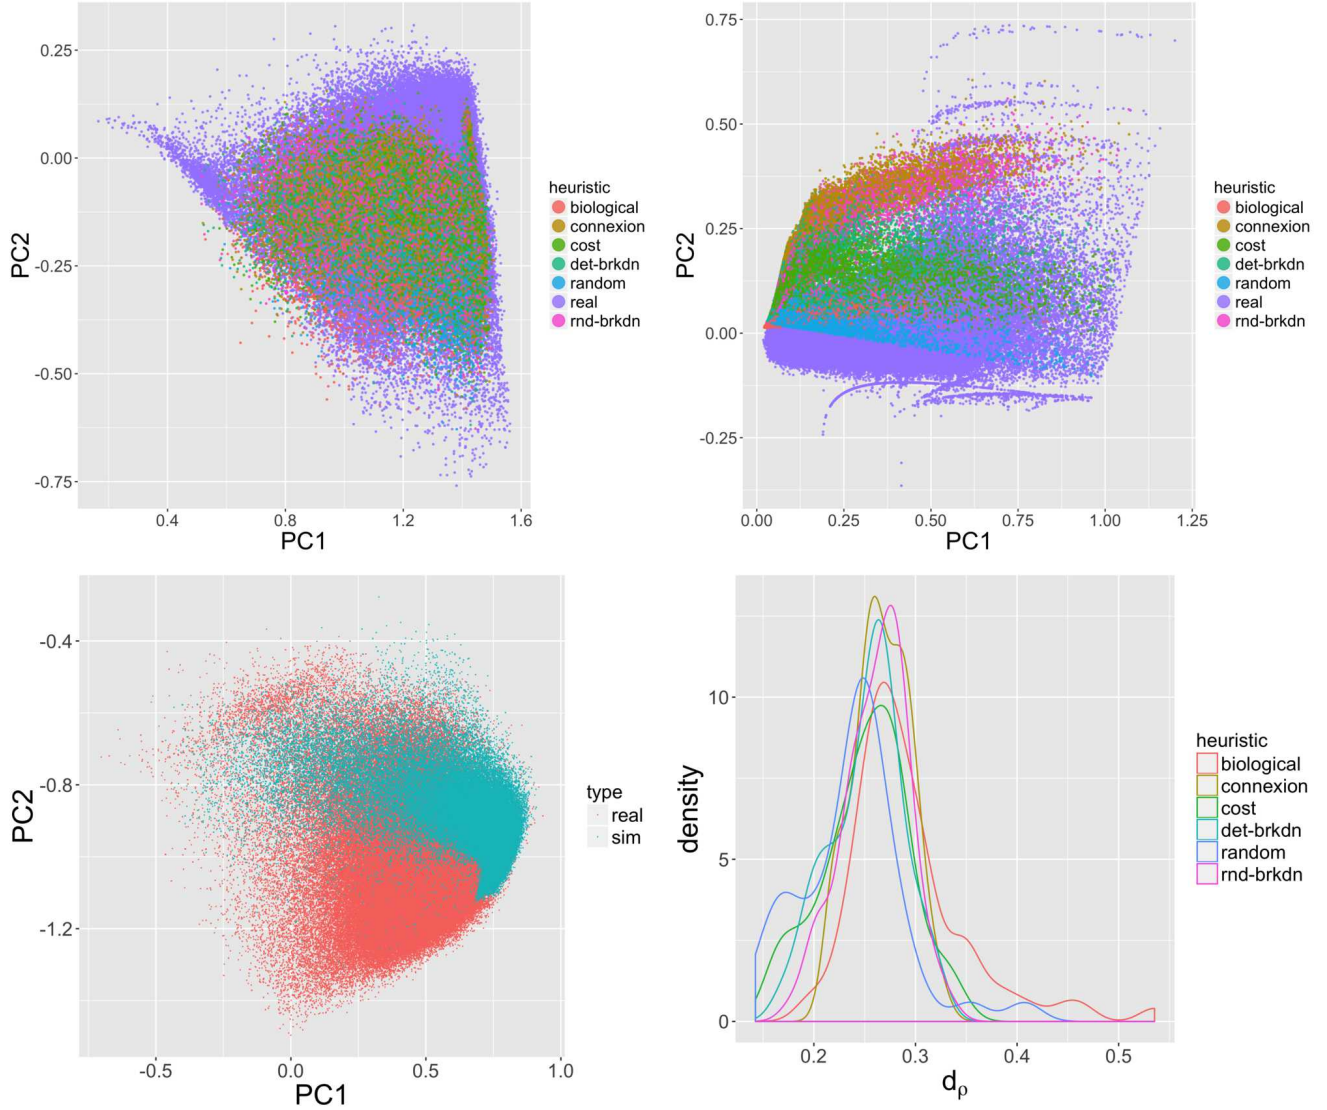 0.25
0.00
-0.25
-0.50
-0.75
PC2
0.4
0.8
1.2
1.6
PC1
heuristic
biological
connexion
cost
det-brkdn
random
real
rnd-brkdn
0.75
0.50
0.25
0.00
-0.25
PC2
0.00
0.25
0.50
0.75
1.00
1.25
PC1
heuristic
biological
connexion
cost
det-brkdn
random
real
rnd-brkdn
-0.4
-0.8
-1.2
PC2
-0.5
0.0
0.5
1.0
PC1
type
real
sim
10
5
0
density
0.2
0.3
0.4
0.5
dρ
heuristic
biological
connexion
cost
det-brkdn
random
rnd-brkdn